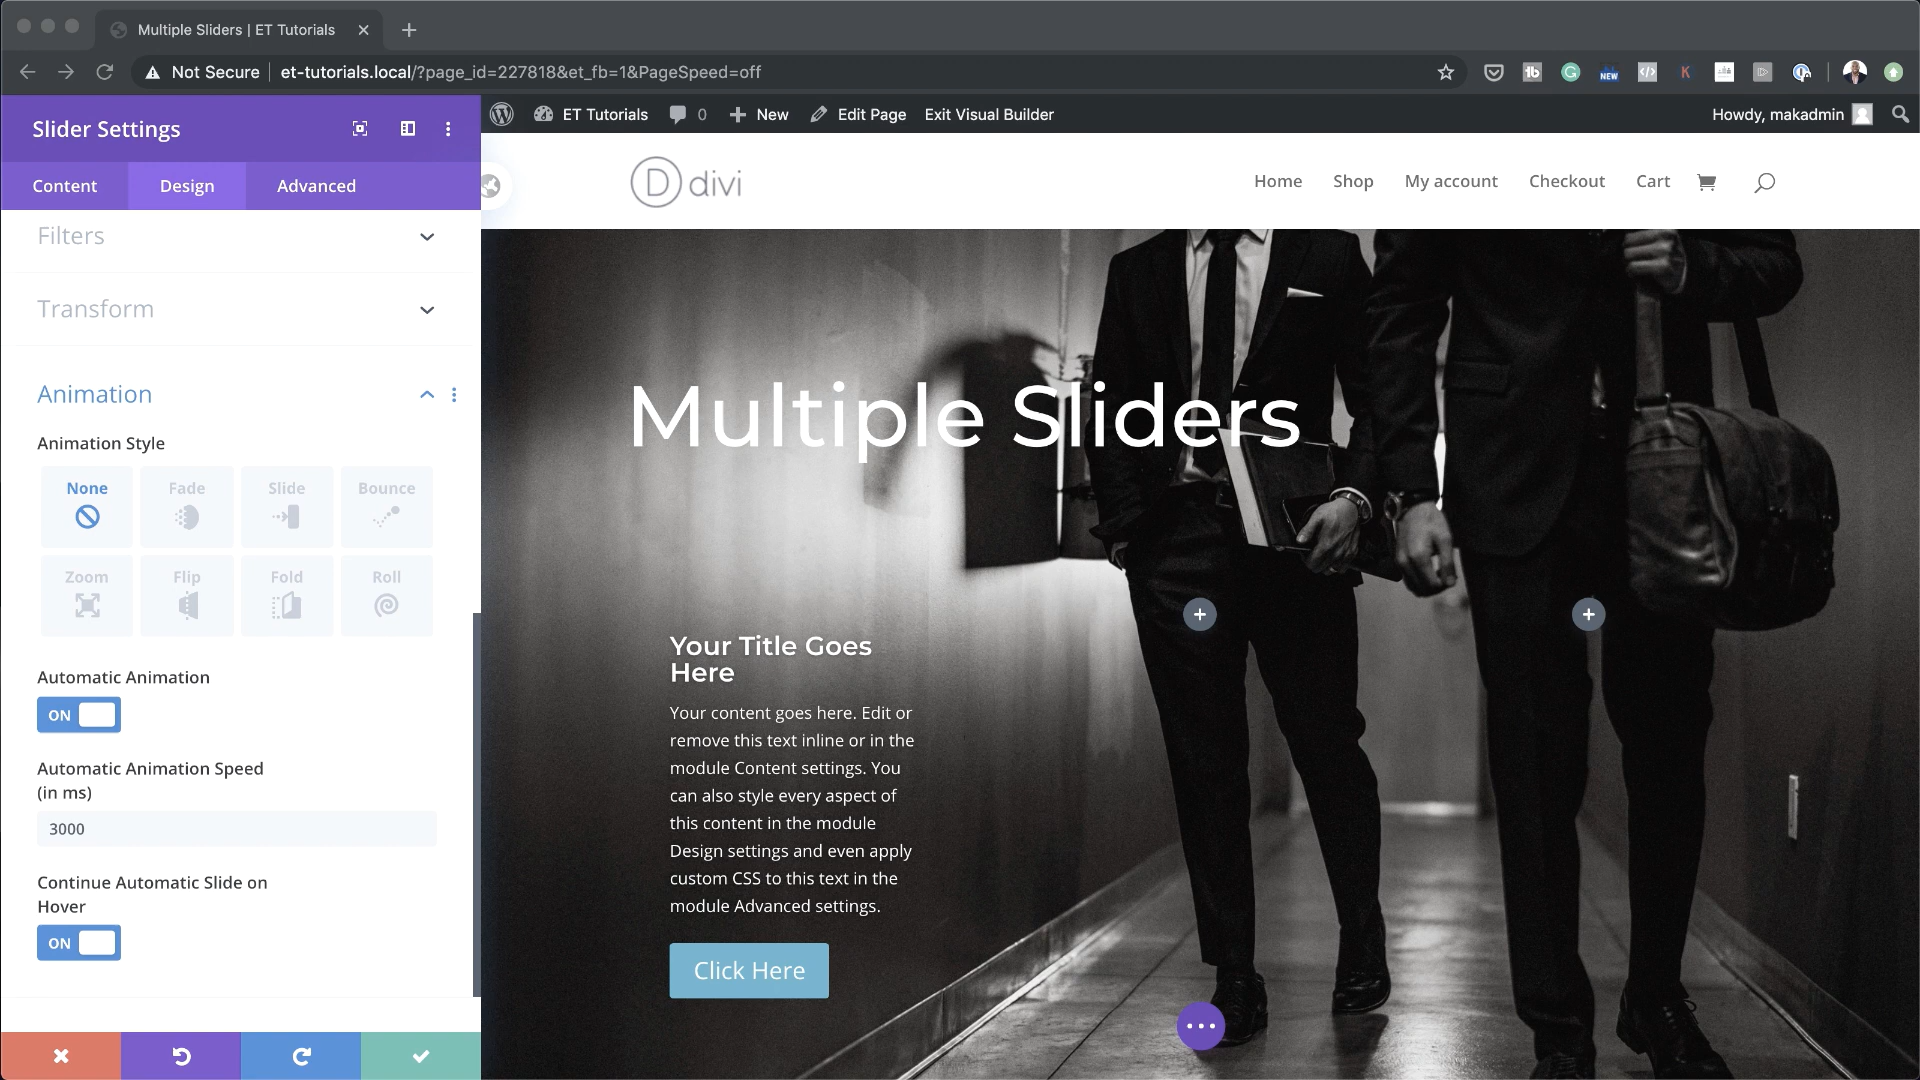 Multiple Sliders | ET Tutorials
Not Secure
et-tutorials.local/?page_id=227818&et_fb=1&PageSpeed=off
NEW
Slider Settings
ET Tutorials
0
New
Edit Page
Exit Visual Builder
Howdy, makadmin
Content
Design
Advanced
divi
Home
Shop
My account
Checkout
Cart
Filters
Transform
Animation
Animation Style
None
Fade
Slide
Bounce
Zoom
Flip
Fold
Roll
Automatic Animation
ON
Automatic Animation Speed
(in ms)
3000
Continue Automatic Slide on
Hover
ON
Multiple Sliders
Your Title Goes
Here
Your content goes here. Edit or
remove this text inline or in the
module Content settings. You
can also style every aspect of
this content in the module
Design settings and even apply
custom CSS to this text in the
module Advanced settings.
Click Here